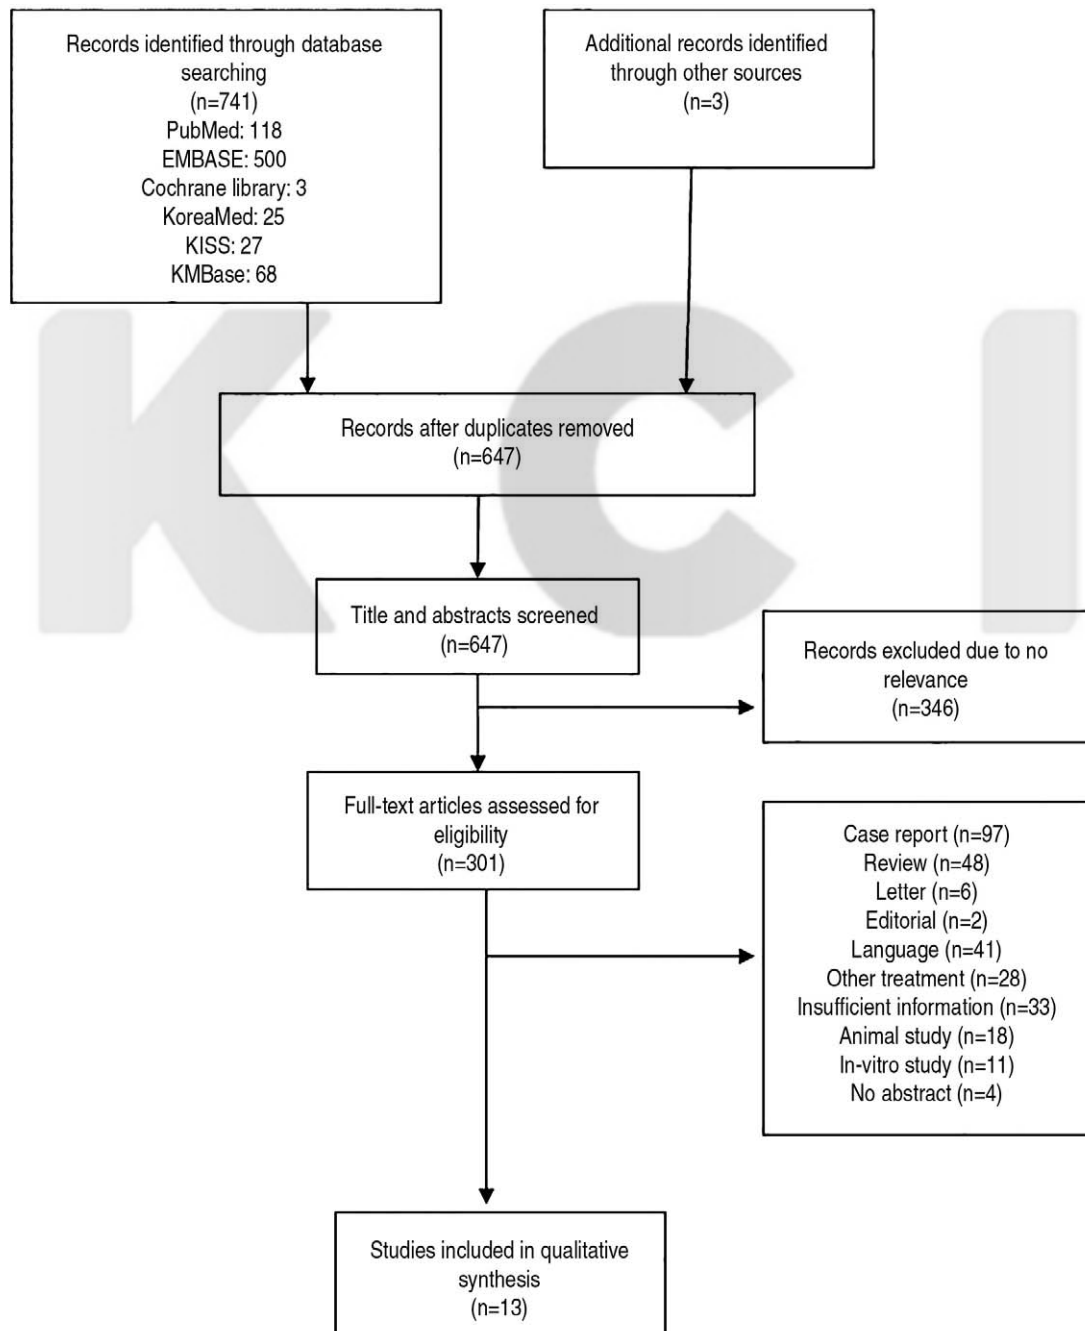 Records identified through database
searching
(n=741)
PubMed: 118
EMBASE: 500
Cochrane library: 3
KoreaMed: 25
KISS: 27
KMBase: 68
Additional records identified
through other sources
(n=3)
Records after duplicates removed
(n=647)
Title and abstracts screened
(n=647)
Records excluded due to no
relevance
(n=346)
Full-text articles assessed for
eligibility
(n=301)
Case report (n=97)
Review (n=48)
Letter (n=6)
Editorial (n=2)
Language (n=41)
Other treatment (n=28)
Insufficient information (n=33)
Animal study (n=18)
In-vitro study (n=11)
No abstract (n=4)
Studies included in qualitative
synthesis
(n=13)
KCI